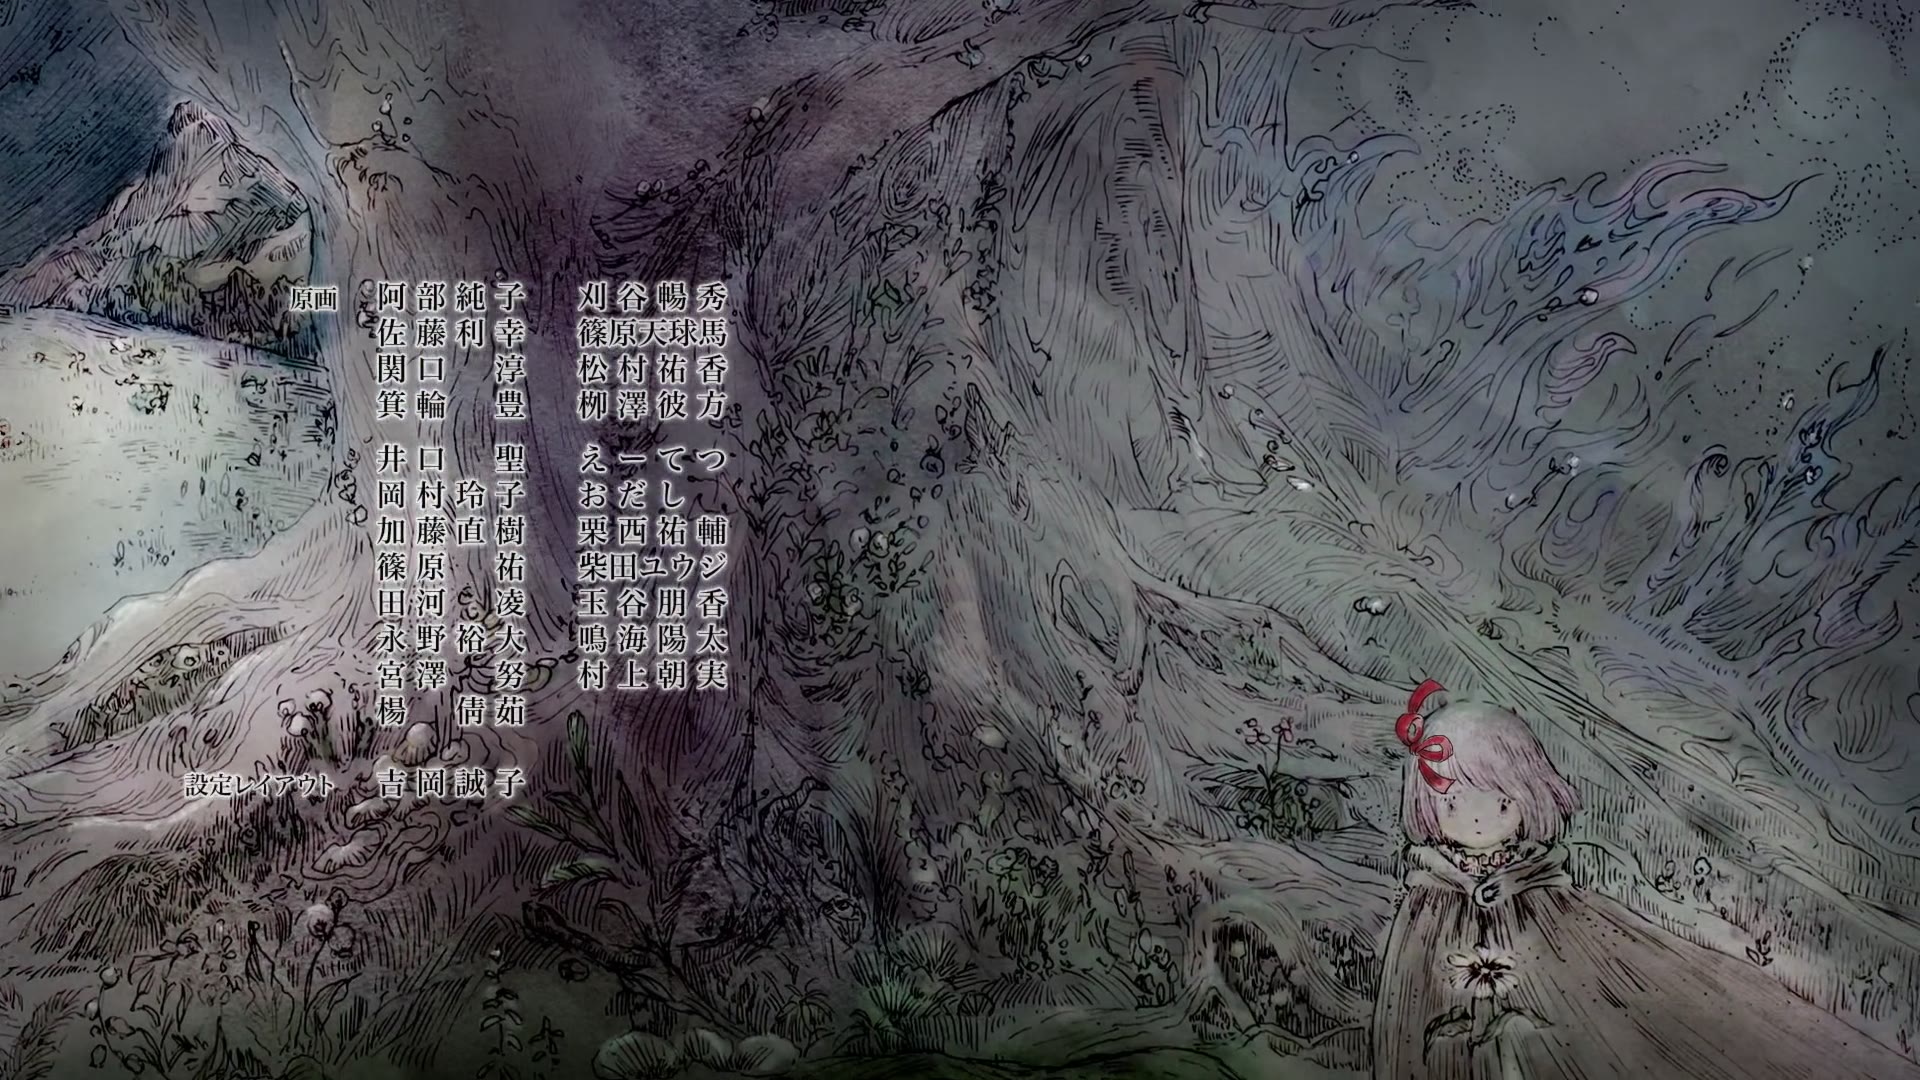 原画 阿部純子 刈谷暢秀
佐藤利幸 篠原天球馬
関口淳 松村祐香
箕輪豊 柳澤彼方
井口聖 えーてつ
岡村玲子 おだし
加藤直樹 栗西祐輔
篠原祐 柴田ユウジ
田河凌 玉谷朋香
永野裕大 鳴海陽太
宮澤努 村上朝実
楊倩茹
設定レイアウト 吉岡誠子